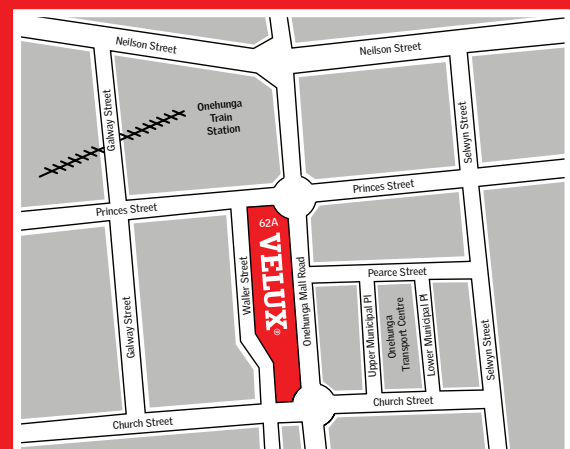 Neilson Street
Neilson Street
Galway Street
Onehunga
Train
Station
Selwyn Street
Princes Street
Princes Street
62A
VELUX®
Waller Street
Onehunga Mall Road
Pearce Street
Galway Street
Upper Municipal Pl
Onehunga
Transport Centre
Lower Municipal Pl
Selwyn Street
Church Street
Church Street